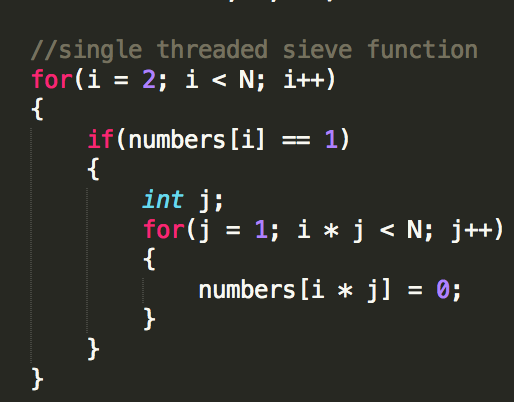 //single threaded sieve function
for(i = 2; i < N; i++)
{
if(numbers[i] == 1)
{
int j;
for(j = 1; i * j < N; j++)
{
numbers[i * j] = 0;
}
}
}